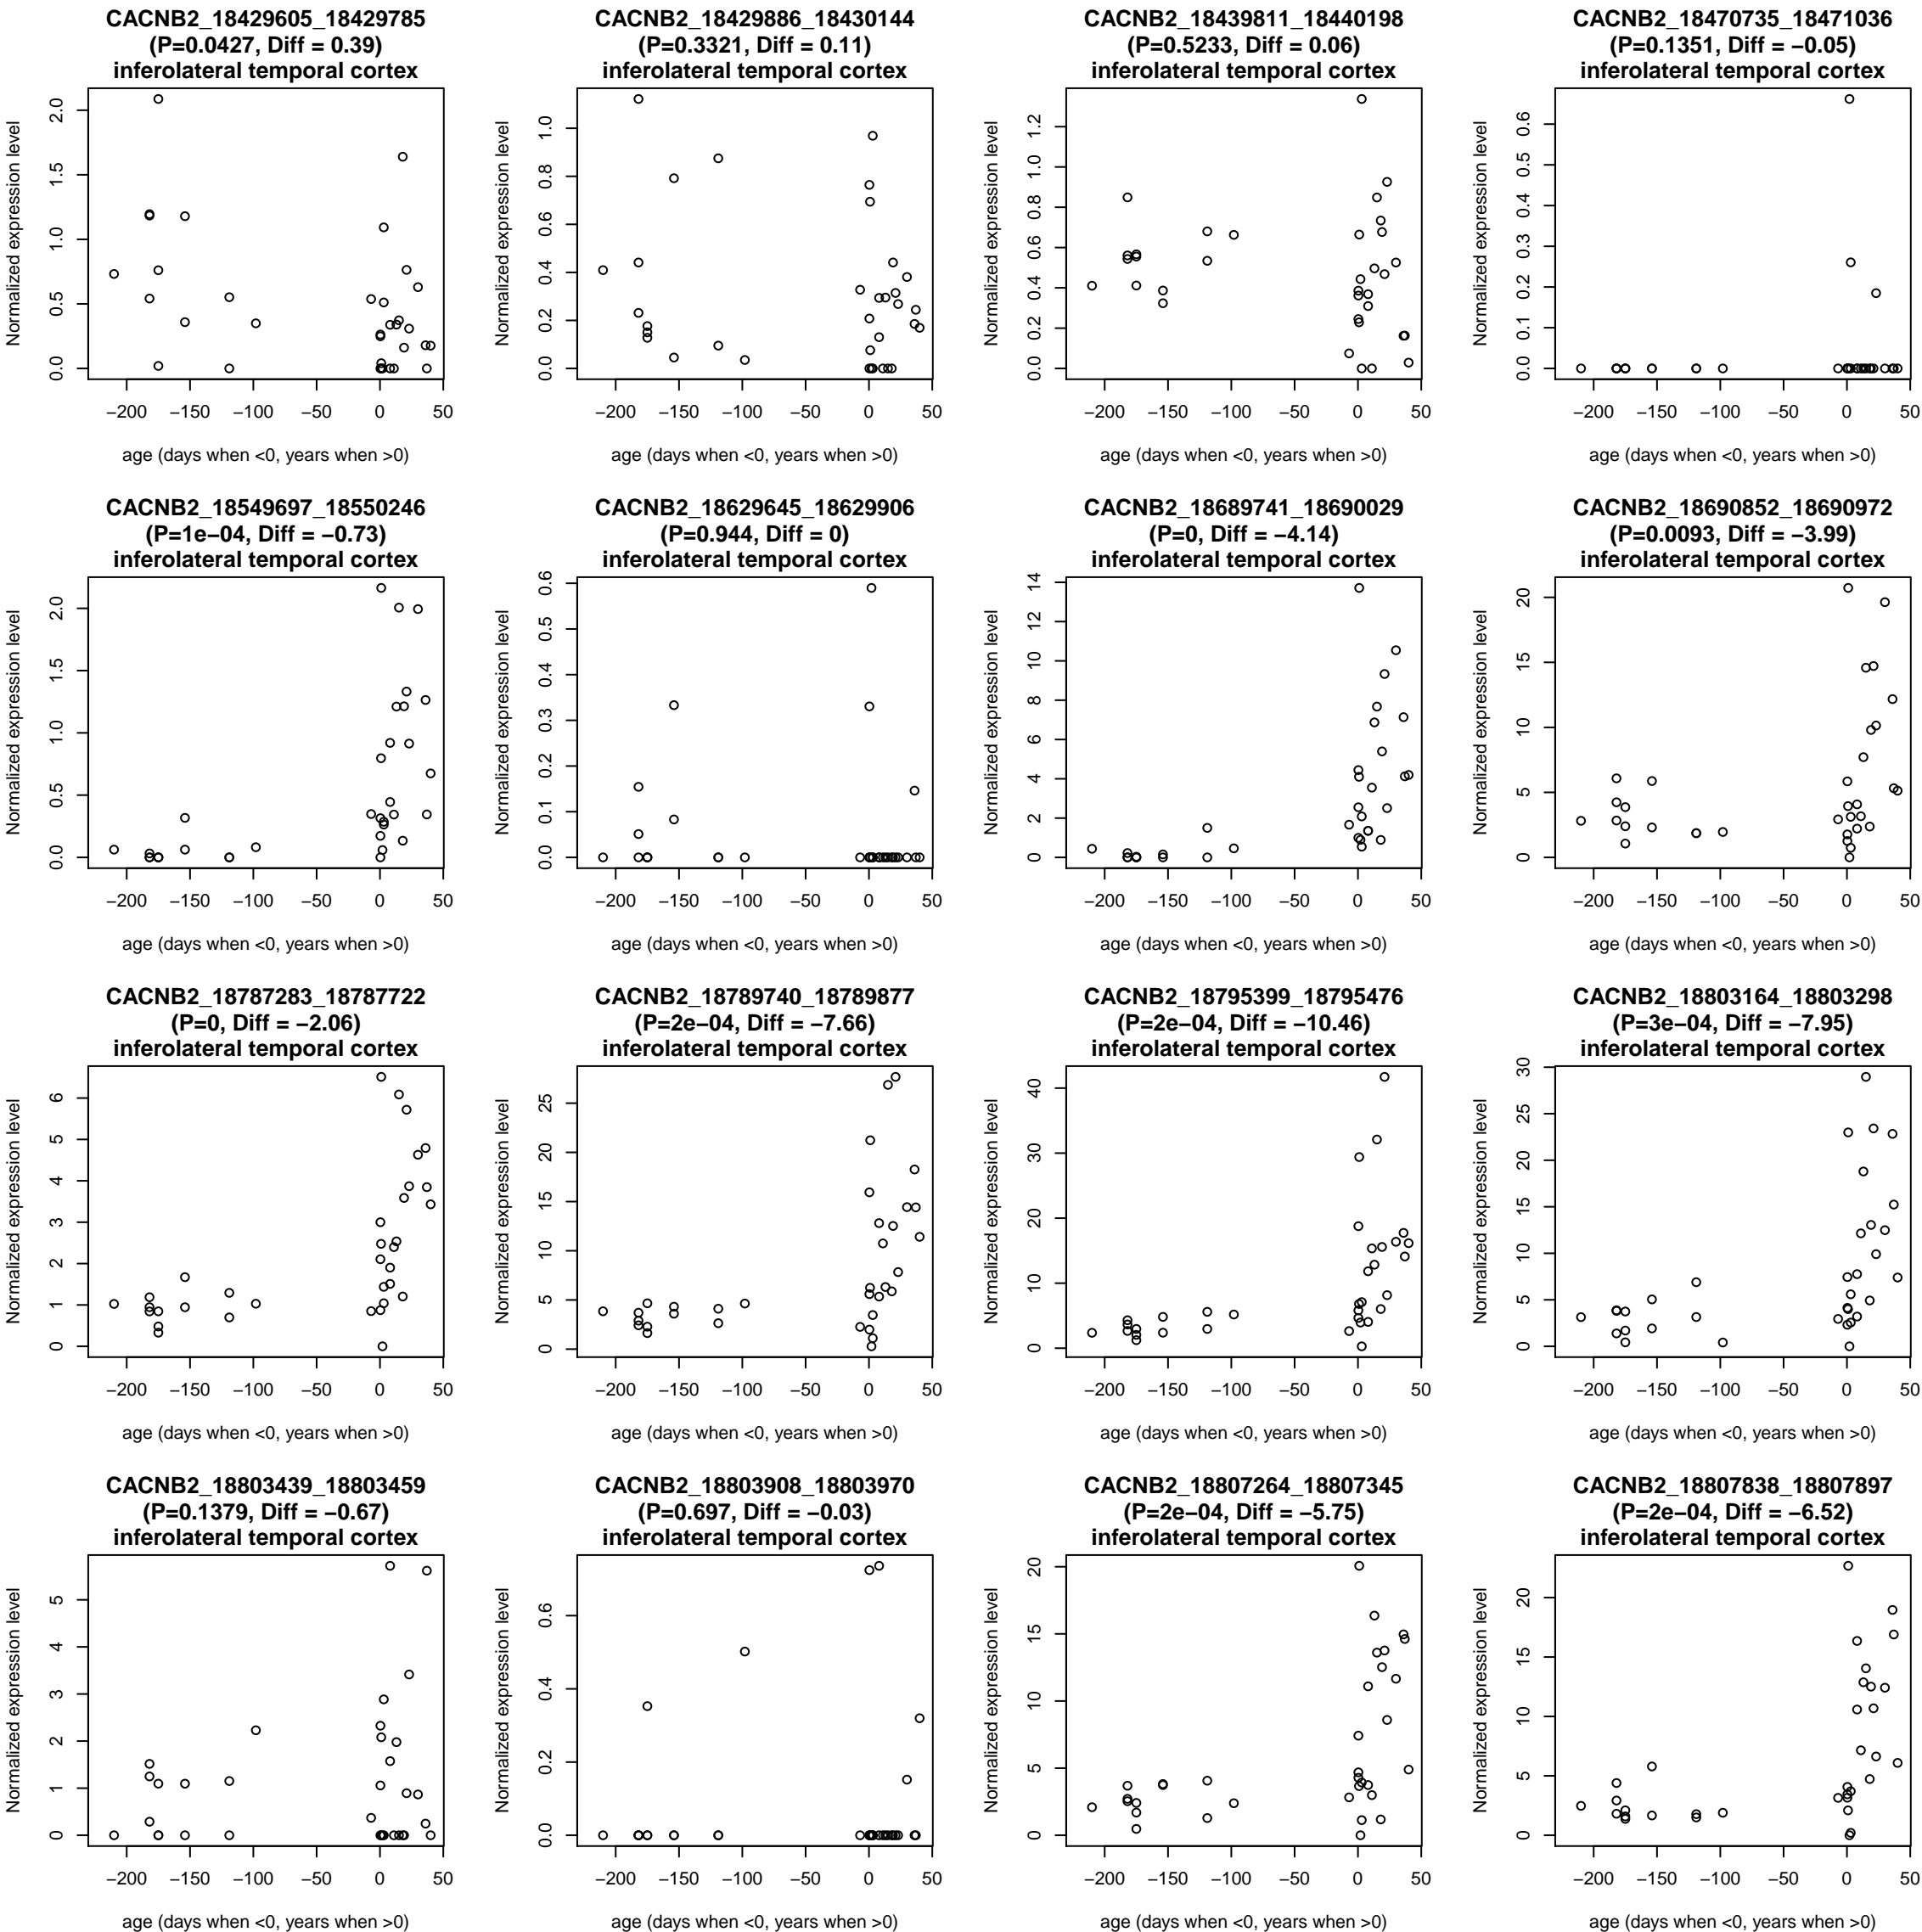 CACNB2_18429605_18429785
(P=0.0427, Diff = 0.39)
inferolateral temporal cortex
Normalized expression level
0.0 0.5 1.0 1.5 2.0
−200 −150 −100 −50 0 50
age (days when <0, years when >0)
CACNB2_18429886_18430144
(P=0.3321, Diff = 0.11)
inferolateral temporal cortex
Normalized expression level
0.0 0.2 0.4 0.6 0.8 1.0
−200 −150 −100 −50 0 50
age (days when <0, years when >0)
CACNB2_18439811_18440198
(P=0.5233, Diff = 0.06)
inferolateral temporal cortex
Normalized expression level
0.0 0.2 0.4 0.6 0.8 1.0 1.2
−200 −150 −100 −50 0 50
age (days when <0, years when >0)
CACNB2_18470735_18471036
(P=0.1351, Diff = −0.05)
inferolateral temporal cortex
Normalized expression level
0.0 0.1 0.2 0.3 0.4 0.5 0.6
−200 −150 −100 −50 0 50
age (days when <0, years when >0)
CACNB2_18549697_18550246
(P=1e−04, Diff = −0.73)
inferolateral temporal cortex
Normalized expression level
0.0 0.5 1.0 1.5 2.0
−200 −150 −100 −50 0 50
age (days when <0, years when >0)
CACNB2_18629645_18629906
(P=0.944, Diff = 0)
inferolateral temporal cortex
Normalized expression level
0.0 0.1 0.2 0.3 0.4 0.5 0.6
−200 −150 −100 −50 0 50
age (days when <0, years when >0)
CACNB2_18689741_18690029
(P=0, Diff = −4.14)
inferolateral temporal cortex
Normalized expression level
0 2 4 6 8 10 12 14
−200 −150 −100 −50 0 50
age (days when <0, years when >0)
CACNB2_18690852_18690972
(P=0.0093, Diff = −3.99)
inferolateral temporal cortex
Normalized expression level
0 5 10 15 20
−200 −150 −100 −50 0 50
age (days when <0, years when >0)
CACNB2_18787283_18787722
(P=0, Diff = −2.06)
inferolateral temporal cortex
Normalized expression level
0 1 2 3 4 5 6
−200 −150 −100 −50 0 50
age (days when <0, years when >0)
CACNB2_18789740_18789877
(P=2e−04, Diff = −7.66)
inferolateral temporal cortex
Normalized expression level
0 5 10 15 20 25
−200 −150 −100 −50 0 50
age (days when <0, years when >0)
CACNB2_18795399_18795476
(P=2e−04, Diff = −10.46)
inferolateral temporal cortex
Normalized expression level
0 10 20 30 40
−200 −150 −100 −50 0 50
age (days when <0, years when >0)
CACNB2_18803164_18803298
(P=3e−04, Diff = −7.95)
inferolateral temporal cortex
Normalized expression level
0 5 10 15 20 25 30
−200 −150 −100 −50 0 50
age (days when <0, years when >0)
CACNB2_18803439_18803459
(P=0.1379, Diff = −0.67)
inferolateral temporal cortex
Normalized expression level
0 1 2 3 4 5
−200 −150 −100 −50 0 50
age (days when <0, years when >0)
CACNB2_18803908_18803970
(P=0.697, Diff = −0.03)
inferolateral temporal cortex
Normalized expression level
0.0 0.2 0.4 0.6
−200 −150 −100 −50 0 50
age (days when <0, years when >0)
CACNB2_18807264_18807345
(P=2e−04, Diff = −5.75)
inferolateral temporal cortex
Normalized expression level
0 5 10 15 20
−200 −150 −100 −50 0 50
age (days when <0, years when >0)
CACNB2_18807838_18807897
(P=2e−04, Diff = −6.52)
inferolateral temporal cortex
Normalized expression level
0 5 10 15 20
−200 −150 −100 −50 0 50
age (days when <0, years when >0)